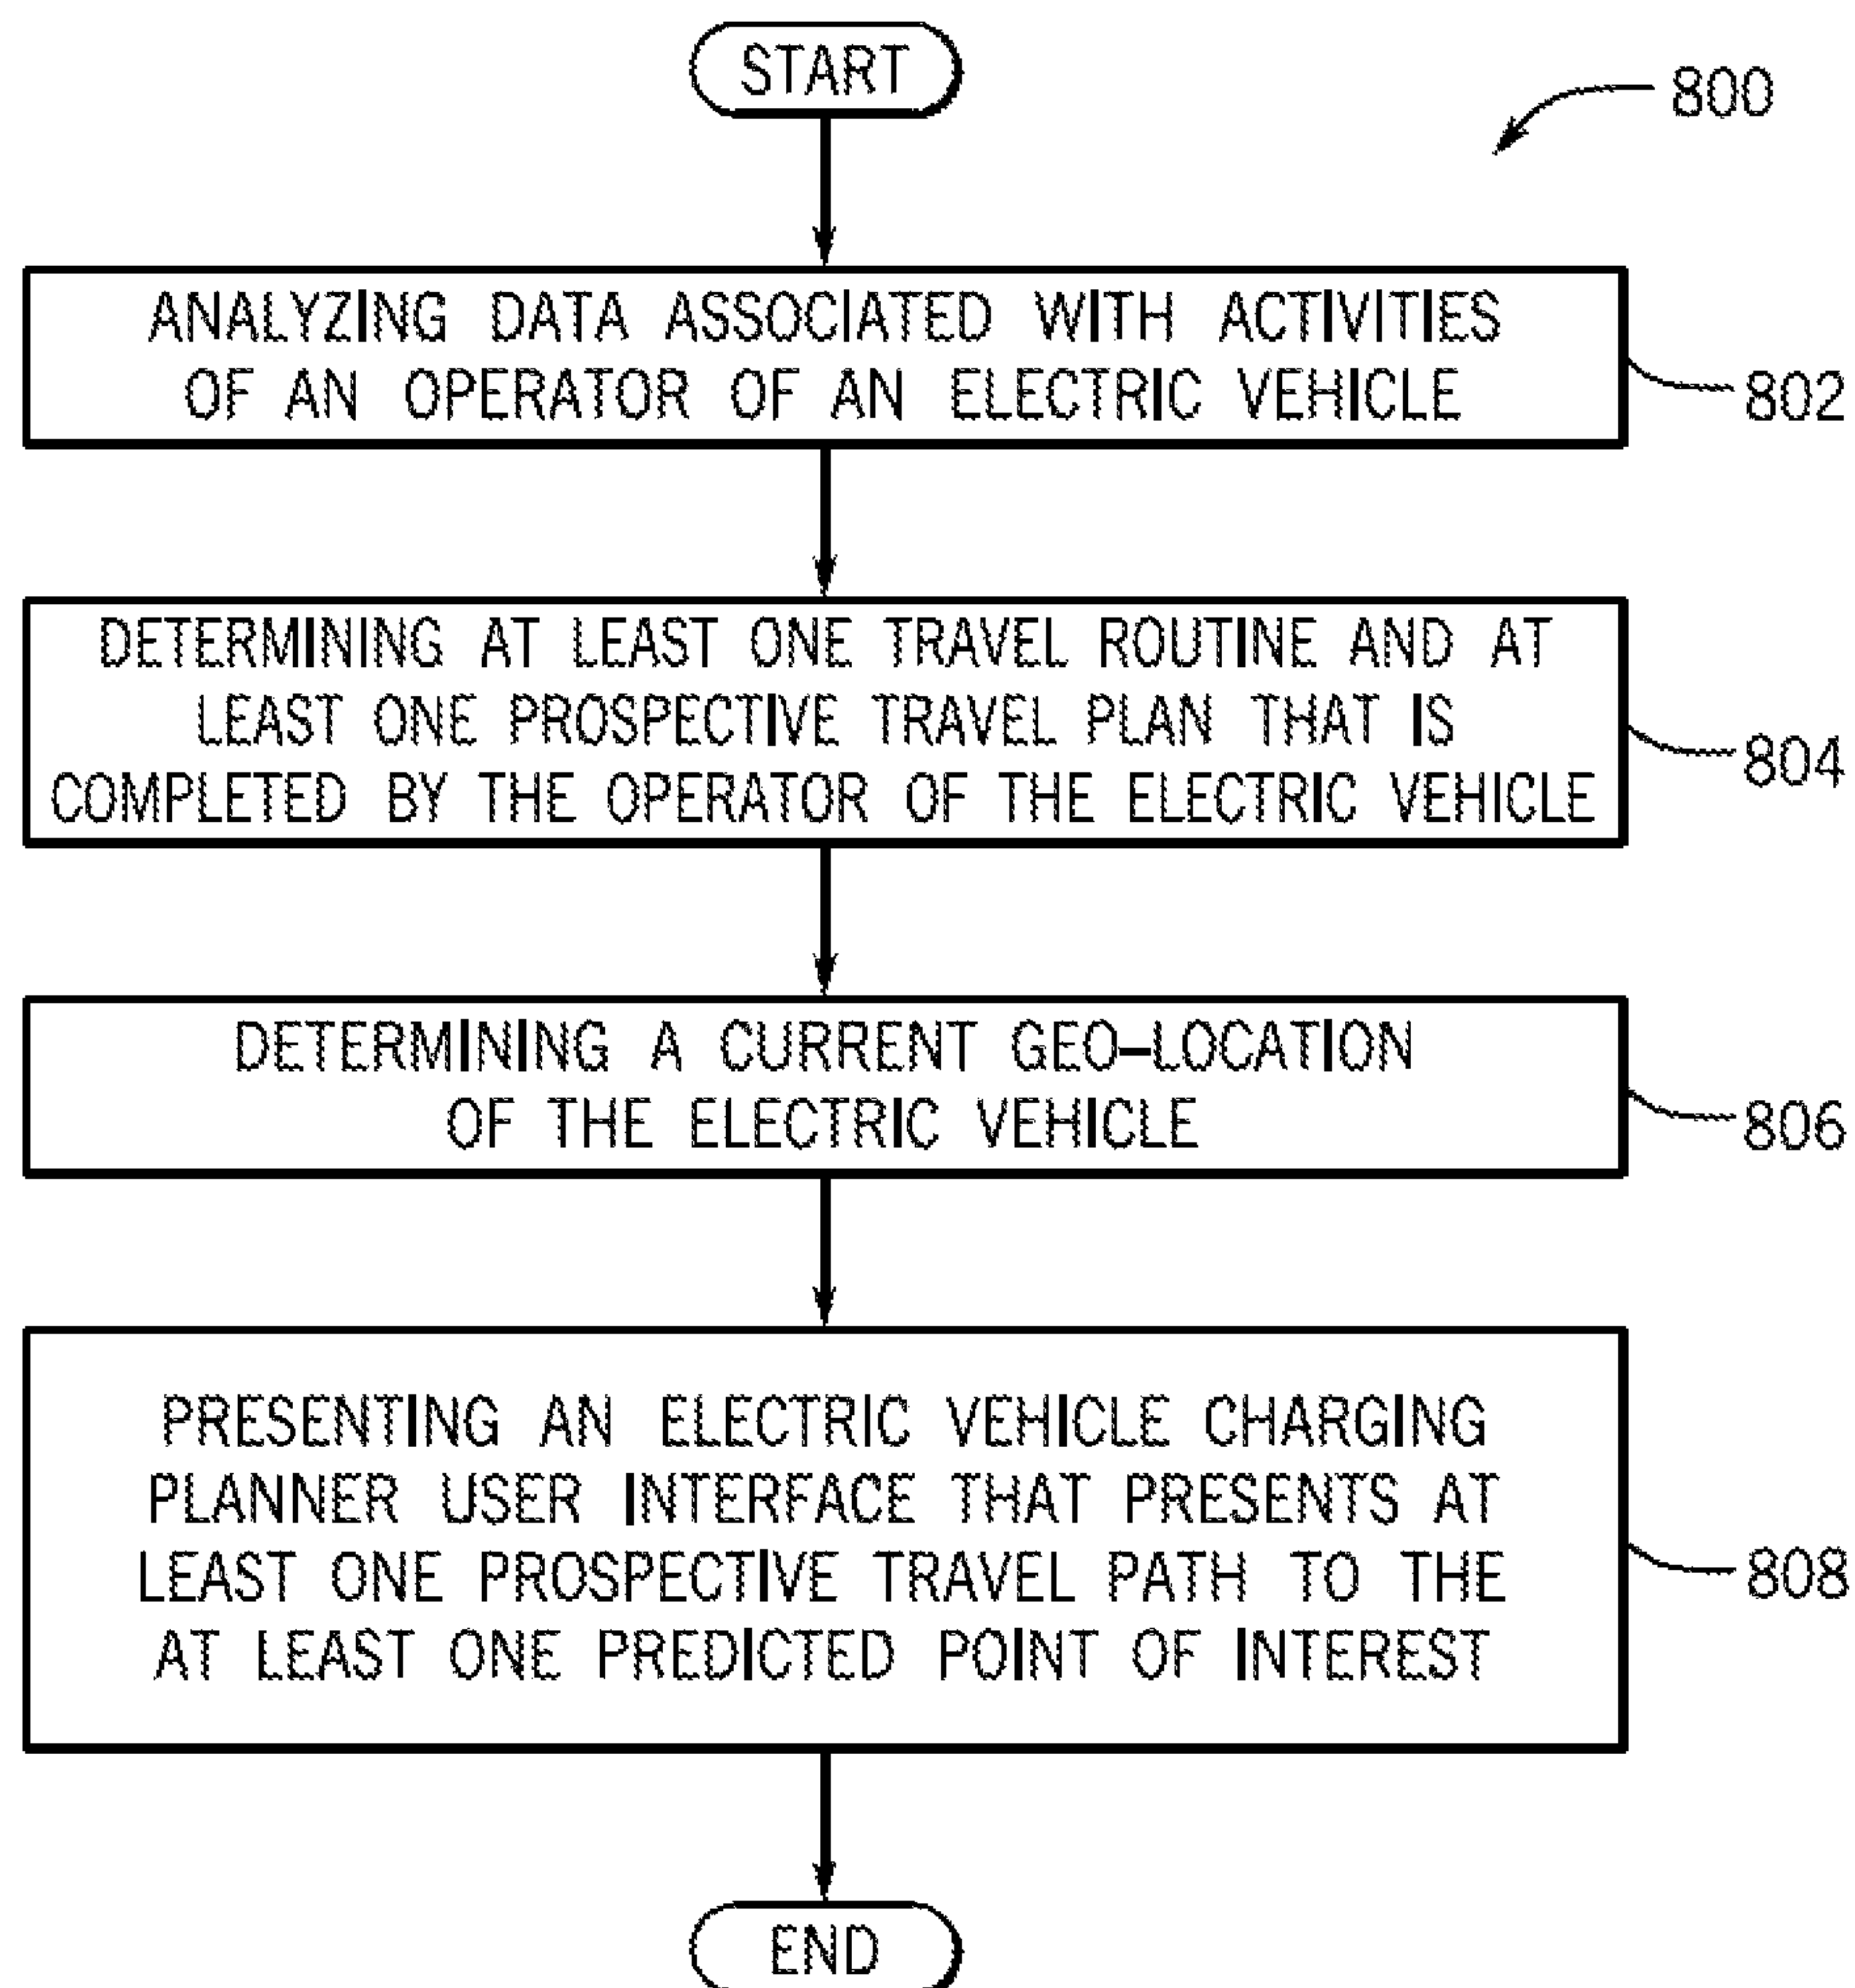 START
800
ANALYZING DATA ASSOCIATED WITH ACTIVITIES
OF AN OPERATOR OF AN ELECTRIC VEHICLE
802
DETERMINING AT LEAST ONE TRAVEL ROUTINE AND AT
LEAST ONE PROSPECTIVE TRAVEL PLAN THAT IS
COMPLETED BY THE OPERATOR OF THE ELECTRIC VEHICLE
804
DETERMINING A CURRENT GEO–LOCATION
OF THE ELECTRIC VEHICLE
806
PRESENTING AN ELECTRIC VEHICLE CHARGING
PLANNER USER INTERFACE THAT PRESENTS AT
LEAST ONE PROSPECTIVE TRAVEL PATH TO THE
AT LEAST ONE PREDICTED POINT OF INTEREST
808
END